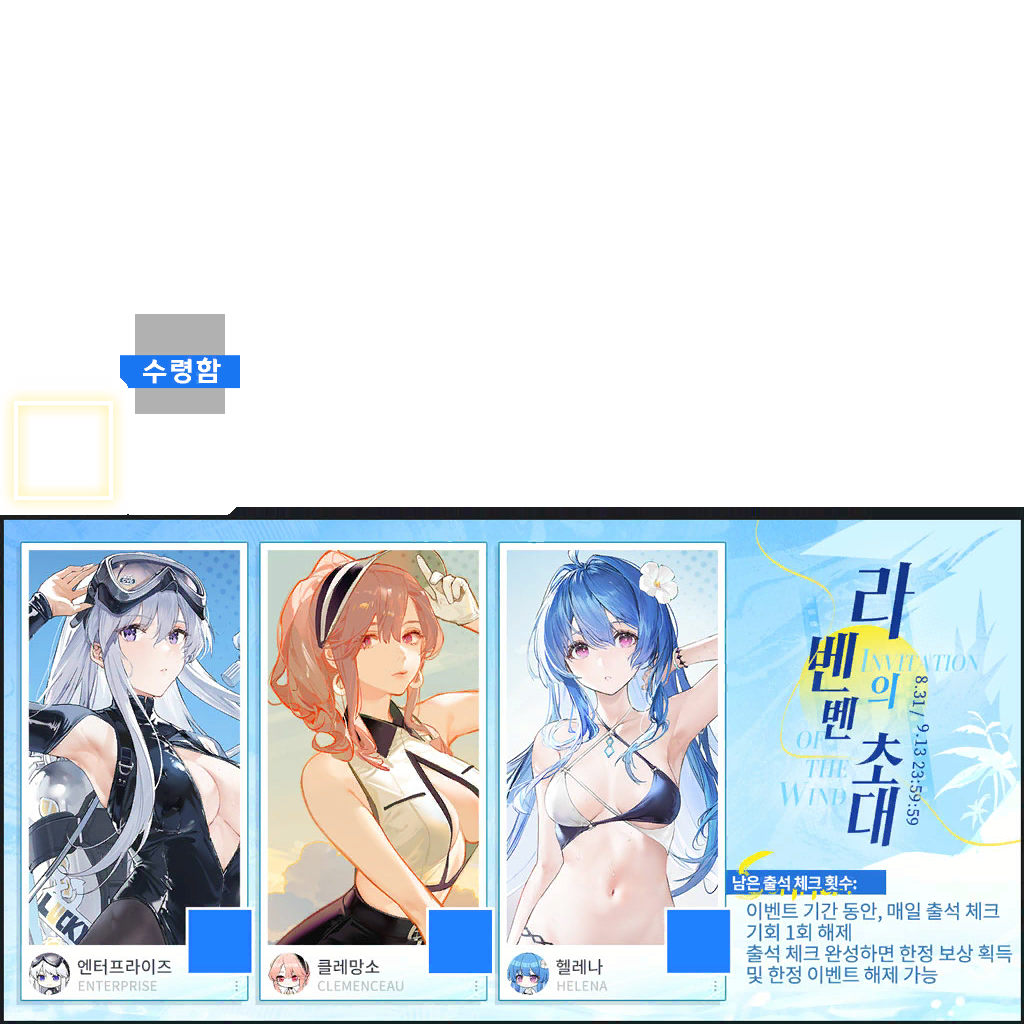 수령함
라벤벤의 초대
INVITATION
OF
THE
WIND
8.31 / 9.13 23:59:59
남은 출석 체크 횟수:
이벤트 기간 동안, 매일 출석 체크
기회 1회 해제
출석 체크 완성하면 한정 보상 획득
및 한정 이벤트 해제 가능
엔터프라이즈
ENTERPRISE
클레망소
CLEMENCEAU
헬레나
HELENA